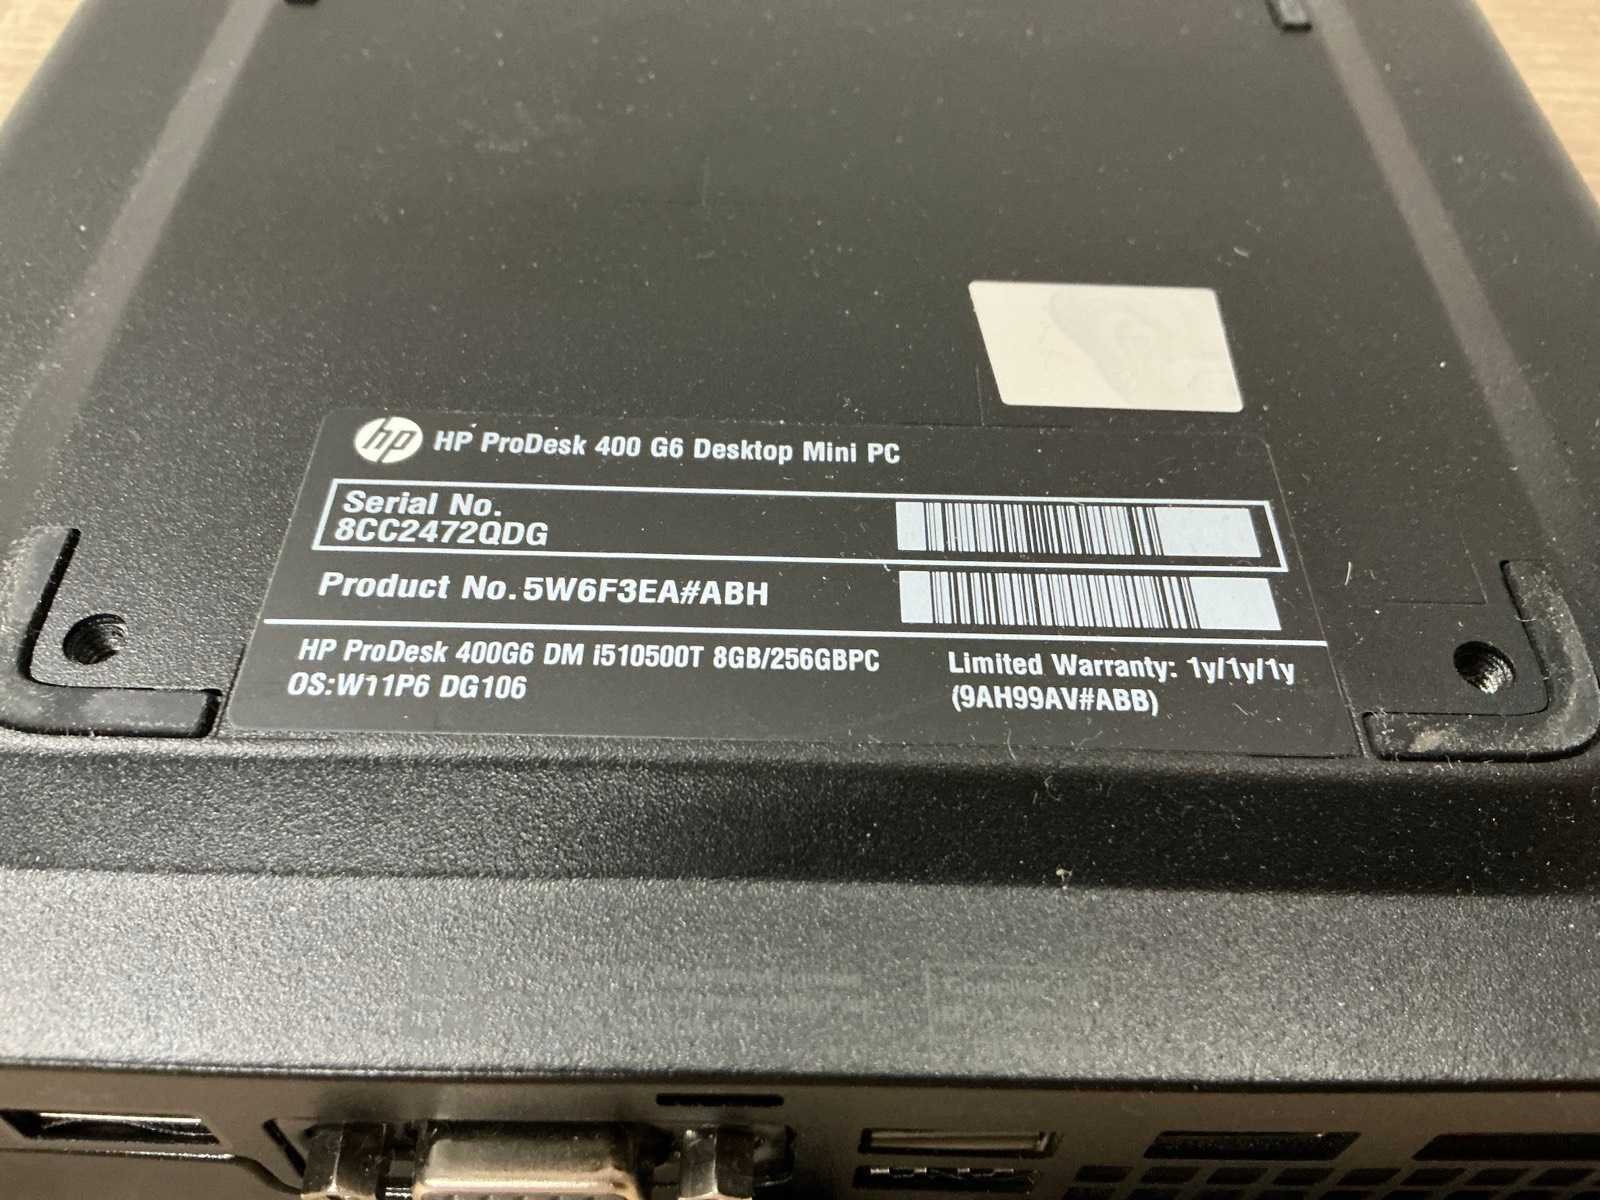 hp HP ProDesk 400 G6 Desktop Mini PC
Serial No.
8CC2472QDG
Product No. 5W6F3EA#ABH
HP ProDesk 400G6 DM i510500T 8GB/256GBPC
OS:W11P6 DG106
Limited Warranty: 1y/1y/1y
(9AH99AV#ABB)